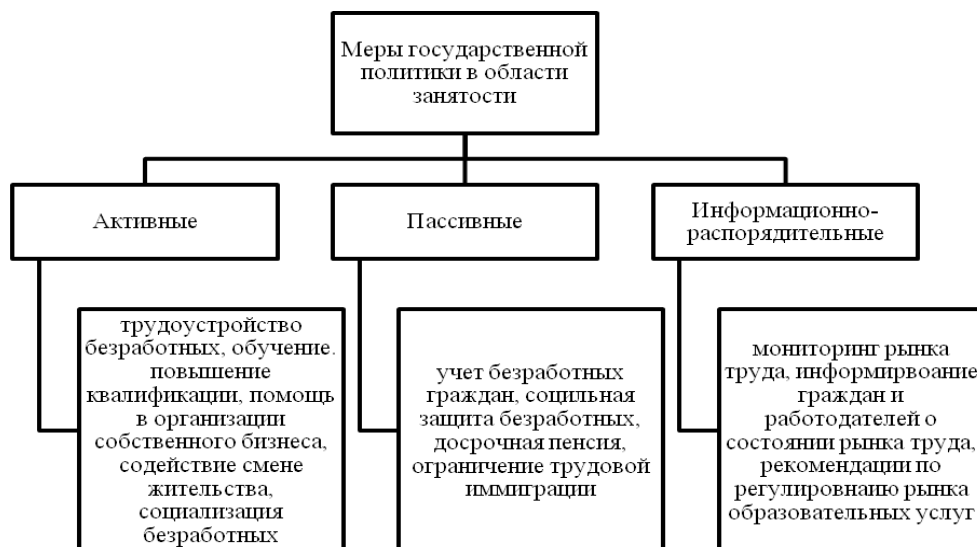 Меры государственной
политики в области
занятости
Активные
Пассивные
Информационно-
распорядительные
трудоустройство
безработных, обучение.
повышение
квалификации, помощь
в организации
собственного бизнеса,
содействие смене
жительства,
социализация
безработных
учет безработных
граждан, социльная
защита безработных,
досрочная пенсия,
ограничение трудовой
иммиграции
мониторинг рынка
труда, информирвоание
граждан и
работодателей о
состоянии рынка труда,
рекомендации по
регулировнаию рынка
образовательных услуг